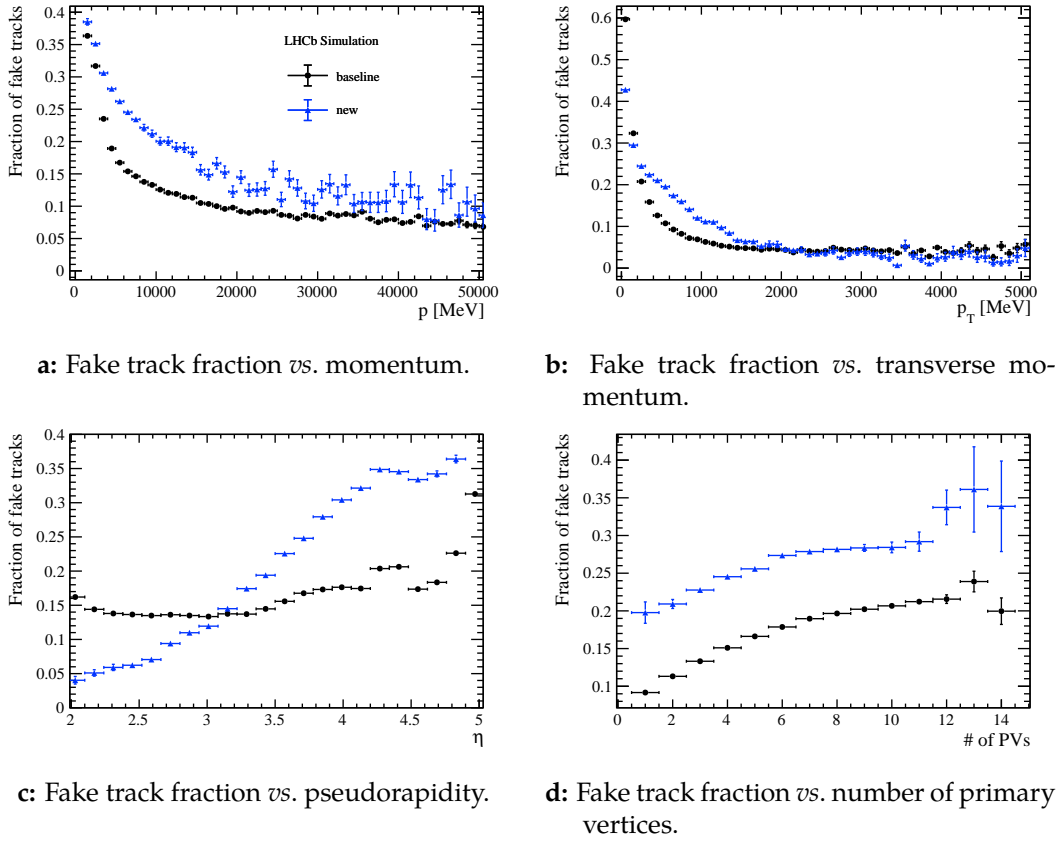 Fraction of fake tracks
0.4
0.35
0.3
0.25
0.2
0.15
0.1
0.05
0
LHCb Simulation
baseline
new
0 10000 20000 30000 40000 50000
p [MeV]
a: Fake track fraction vs. momentum.
Fraction of fake tracks
0.6
0.5
0.4
0.3
0.2
0.1
0
0 1000 2000 3000 4000 5000
p_T [MeV]
b: Fake track fraction vs. transverse mo-
mentum.
Fraction of fake tracks
0.4
0.35
0.3
0.25
0.2
0.15
0.1
0.05
0
2 2.5 3 3.5 4 4.5 5
η
c: Fake track fraction vs. pseudorapidity.
Fraction of fake tracks
0.4
0.35
0.3
0.25
0.2
0.15
0.1
0 2 4 6 8 10 12 14
# of PVs
d: Fake track fraction vs. number of primary
vertices.